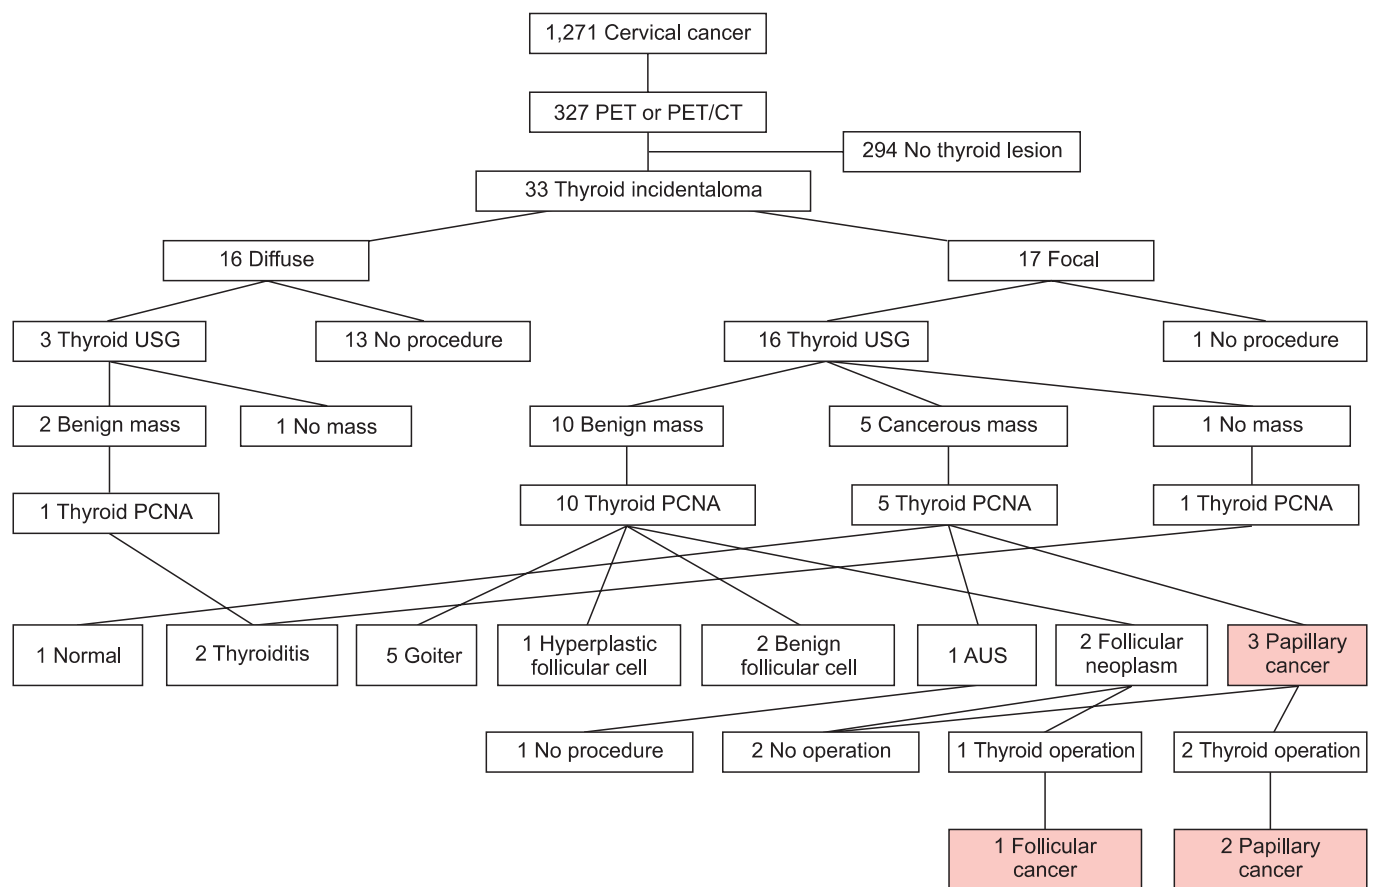 1,271 Cervical cancer
327 PET or PET/CT
294 No thyroid lesion
33 Thyroid incidentaloma
16 Diffuse
17 Focal
3 Thyroid USG
13 No procedure
16 Thyroid USG
1 No procedure
2 Benign mass
1 No mass
10 Benign mass
5 Cancerous mass
1 No mass
1 Thyroid PCNA
10 Thyroid PCNA
5 Thyroid PCNA
1 Thyroid PCNA
1 Normal
2 Thyroiditis
5 Goiter
1 Hyperplastic
follicular cell
2 Benign
follicular cell
1 AUS
2 Follicular
neoplasm
3 Papillary
cancer
1 No procedure
2 No operation
1 Thyroid operation
2 Thyroid operation
1 Follicular
cancer
2 Papillary
cancer